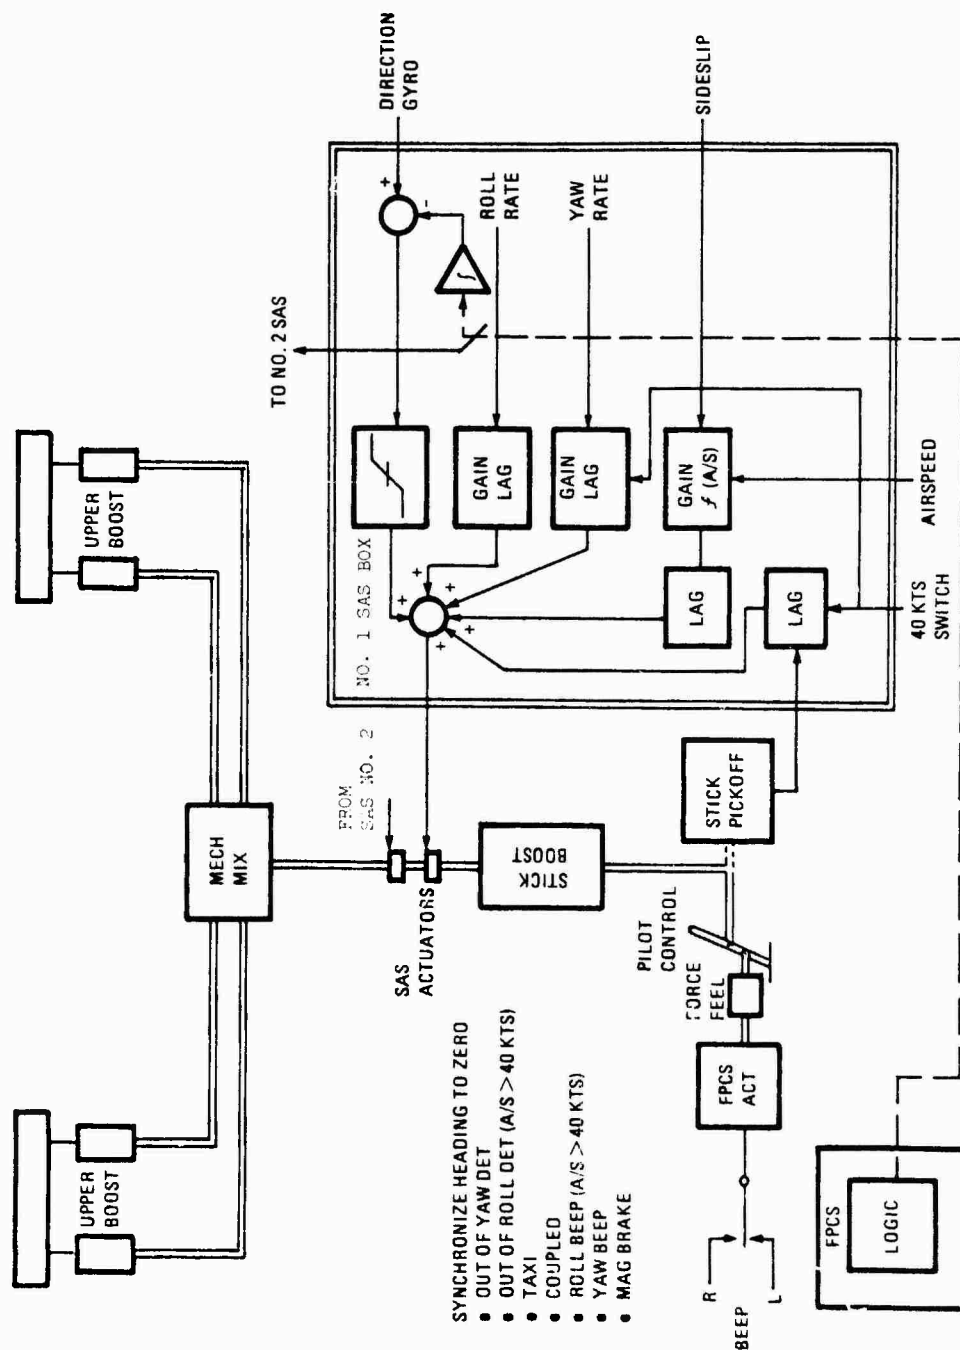 UPPER
BOOST
UPPER
BOOST
MECH
MIX
FROM
SAS NO. 2
SAS
ACTUATORS
STICK
BOOST
PILOT
CONTROL
FORCE
FEEL
FPCS
ACT
STICK
PICKOFF
R
L
BEEP
FPCS
LOGIC
SYNCHRONIZE HEADING TO ZERO
• OUT OF YAW DET
• OUT OF ROLL DET (A/S > 40 KTS)
• TAXI
• COUPLED
• ROLL BEEP (A/S > 40 KTS)
• YAW BEEP
• MAG BRAKE
TO NO. 2 SAS
NO. 1 SAS BOX
DIRECTION
GYRO
+
-
∫
ROLL
RATE
GAIN
LAG
YAW
RATE
GAIN
LAG
SIDESLIP
GAIN
f (A/S)
LAG
LAG
+
+
+
+
+
AIRSPEED
40 KTS
SWITCH